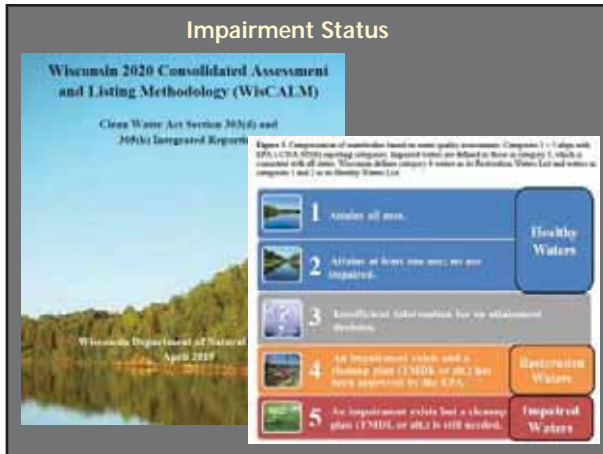 Impairment Status
Wisconsin 2020 Consolidated Assessment
and Listing Methodology (WisCALM)
Clean Water Act Section 303(d) and
305(b) Integrated Reporting
Wisconsin Department of Natural
April 2019
1 Attains all uses.
2 Attains at least one use; no use
impaired.
Healthy
Waters
3 Insufficient information for an attainment
decision.
4 An impairment exists and a
cleanup plan (TMDL or alt.) has
been approved by the EPA.
Restoration
Waters
5 An impairment exists but a cleanup
plan (TMDL or alt.) is still needed.
Impaired
Waters